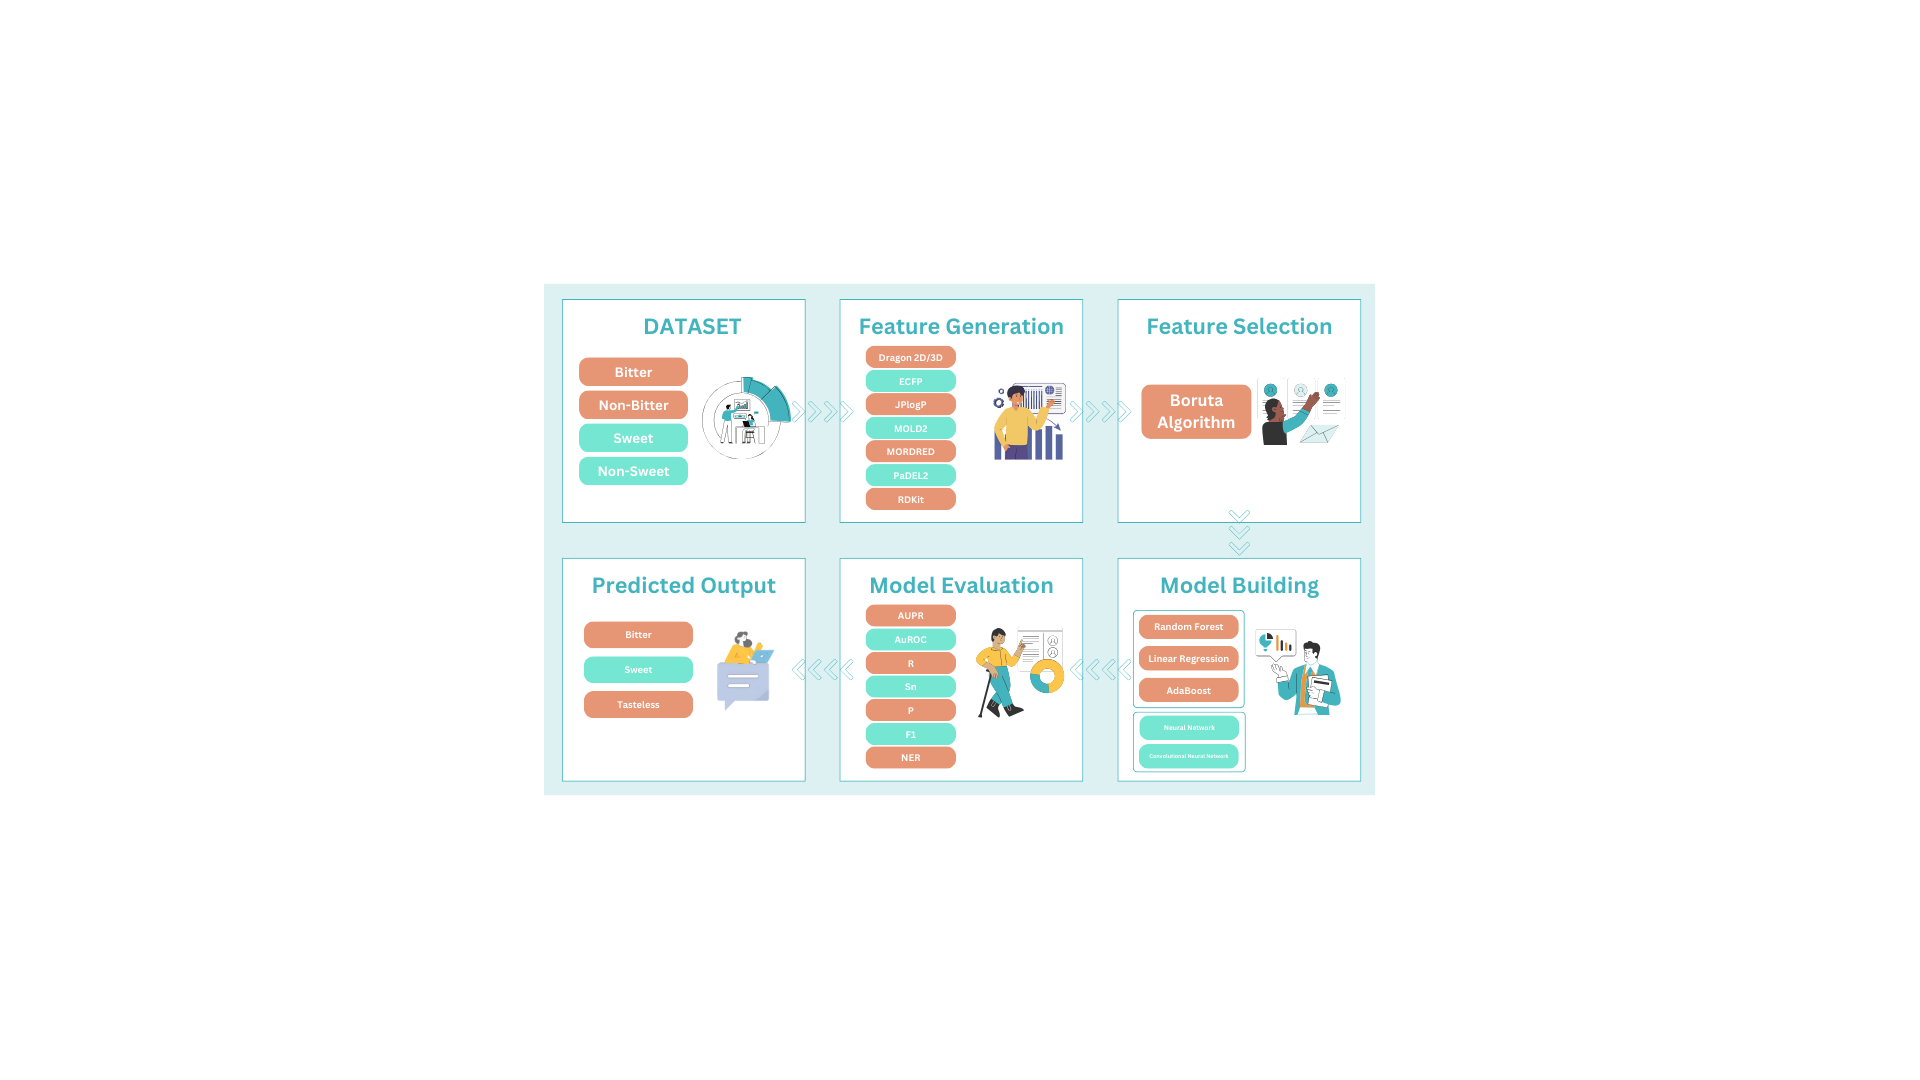 DATASET
Bitter
Non-Bitter
Sweet
Non-Sweet
Feature Generation
Dragon 2D/3D
ECFP
JPlogP
MOLD2
MORDRED
PaDEL2
RDKit
Feature Selection
Boruta
Algorithm
Model Building
Random Forest
Linear Regression
AdaBoost
Neural Network
Convolutional Neural Network
Model Evaluation
AUPR
AuROC
R
Sn
P
F1
NER
Predicted Output
Bitter
Sweet
Tasteless